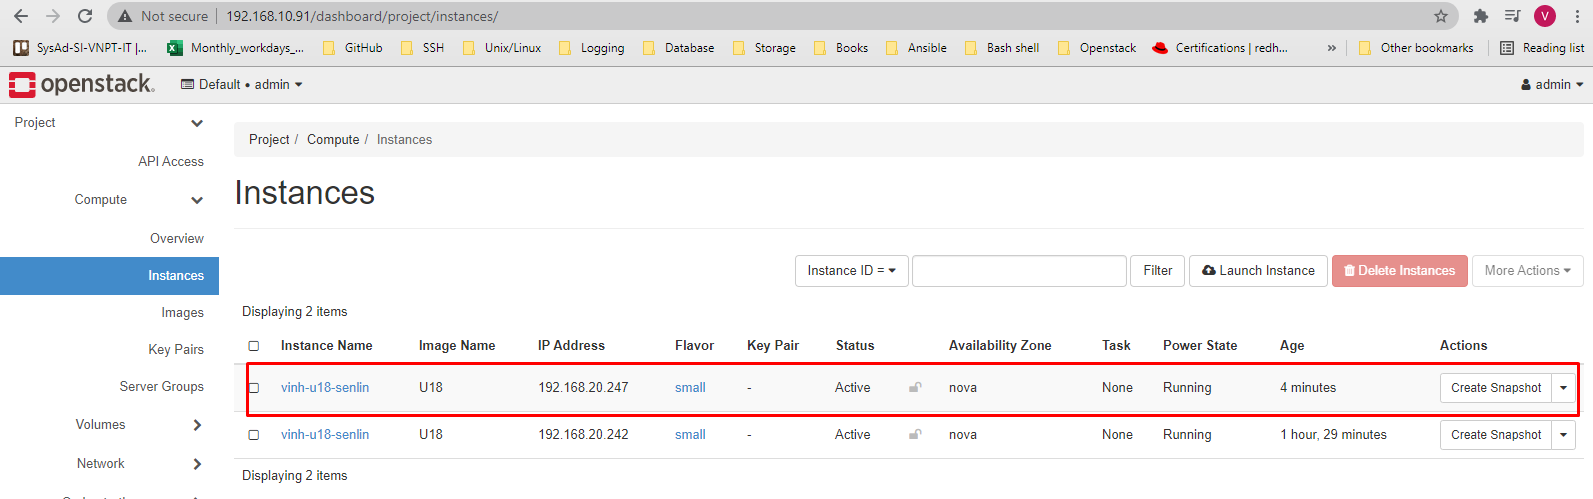 Not secure | 192.168.10.91/dashboard/project/instances/ V
SysAd-SI-VNPT-IT |... Monthly_workdays_... GitHub SSH Unix/Linux Logging Database Storage Books Ansible Bash shell Openstack Certifications | redh... » Other bookmarks Reading list
openstack. Default • admin admin
Project
API Access
Compute
Overview
Instances
Images
Key Pairs
Server Groups
Volumes
Network
Project / Compute / Instances
Instances
Instance ID = Filter Launch Instance Delete Instances More Actions
Displaying 2 items
Instance Name Image Name IP Address Flavor Key Pair Status Availability Zone Task Power State Age Actions
vinh-u18-senlin U18 192.168.20.247 small - Active nova None Running 4 minutes Create Snapshot
vinh-u18-senlin U18 192.168.20.242 small - Active nova None Running 1 hour, 29 minutes Create Snapshot
Displaying 2 items